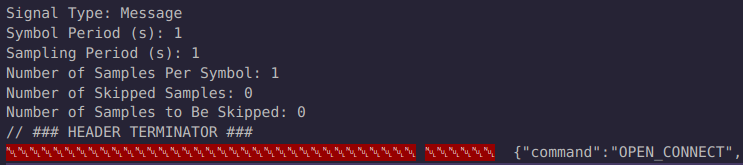 Signal Type: Message
Symbol Period (s): 1
Sampling Period (s): 1
Number of Samples Per Symbol: 1
Number of Skipped Samples: 0
Number of Samples to Be Skipped: 0
// ### HEADER TERMINATOR ###
{"command":"OPEN_CONNECT",